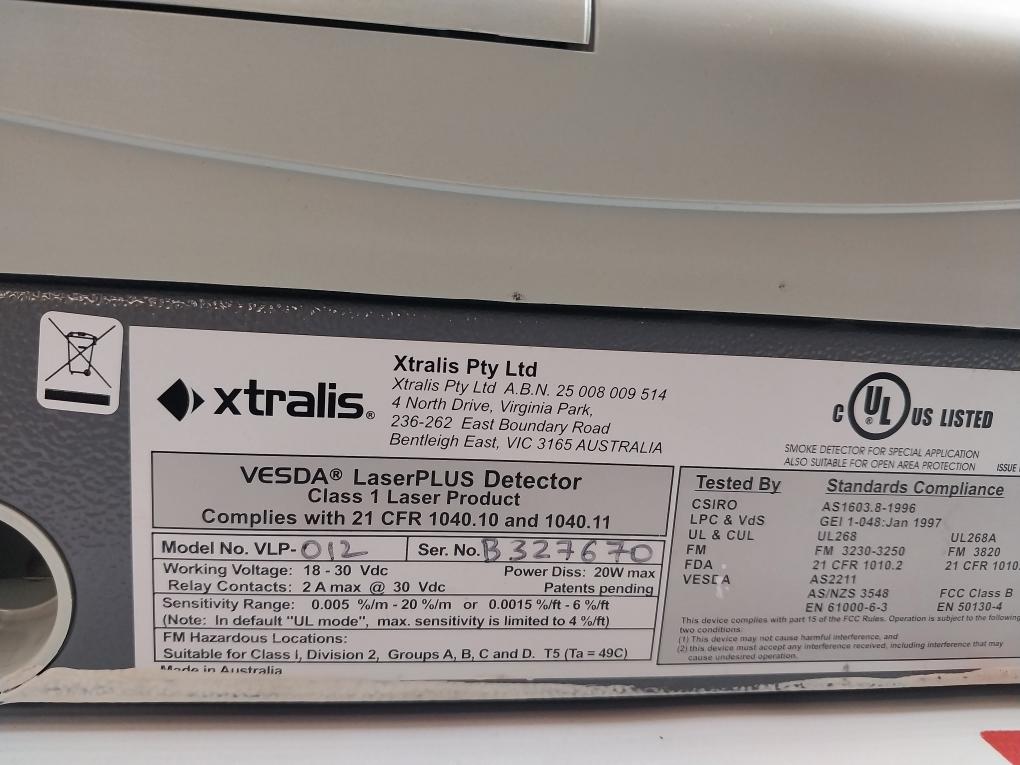 xtralis®
Xtralis Pty Ltd
Xtralis Pty Ltd A.B.N. 25 008 009 514
4 North Drive, Virginia Park,
236-262 East Boundary Road
Bentleigh East, VIC 3165 AUSTRALIA
C UL ® US LISTED
SMOKE DETECTOR FOR SPECIAL APPLICATION
ALSO SUITABLE FOR OPEN AREA PROTECTION ISSUE
VESDA® LaserPLUS Detector
Class 1 Laser Product
Complies with 21 CFR 1040.10 and 1040.11
Model No. VLP-012 Ser. No. B327670
Working Voltage: 18 - 30 Vdc Power Diss: 20W max
Relay Contacts: 2 A max @ 30 Vdc Patents pending
Sensitivity Range: 0.005 %/m - 20 %/m or 0.0015 %/ft - 6 %/ft
(Note: In default "UL mode", max. sensitivity is limited to 4 %/ft)
FM Hazardous Locations:
Suitable for Class I, Division 2, Groups A, B, C and D. T5 (Ta = 49C)
Made in Australia
Tested By Standards Compliance
CSIRO AS1603.8-1996
LPC & VdS GEI 1-048:Jan 1997
UL & CUL UL268 UL268A
FM FM 3230-3250 FM 3820
FDA 21 CFR 1010.2 21 CFR 1010.
VESDA AS2211
AS/NZS 3548 FCC Class B
EN 61000-6-3 EN 50130-4
This device complies with part 15 of the FCC Rules. Operation is subject to the following
two conditions:
(1) This device may not cause harmful interference, and
(2) this device must accept any interference received, including interference that may
cause undesired operation.